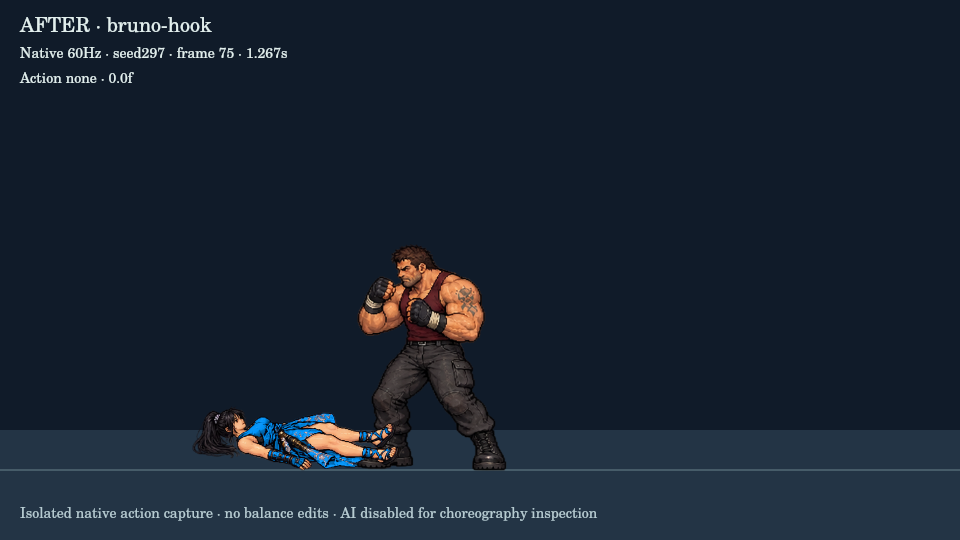 AFTER · bruno-hook
Native 60Hz · seed297 · frame 75 · 1.267s
Action none · 0.0f
Isolated native action capture · no balance edits · AI disabled for choreography inspection